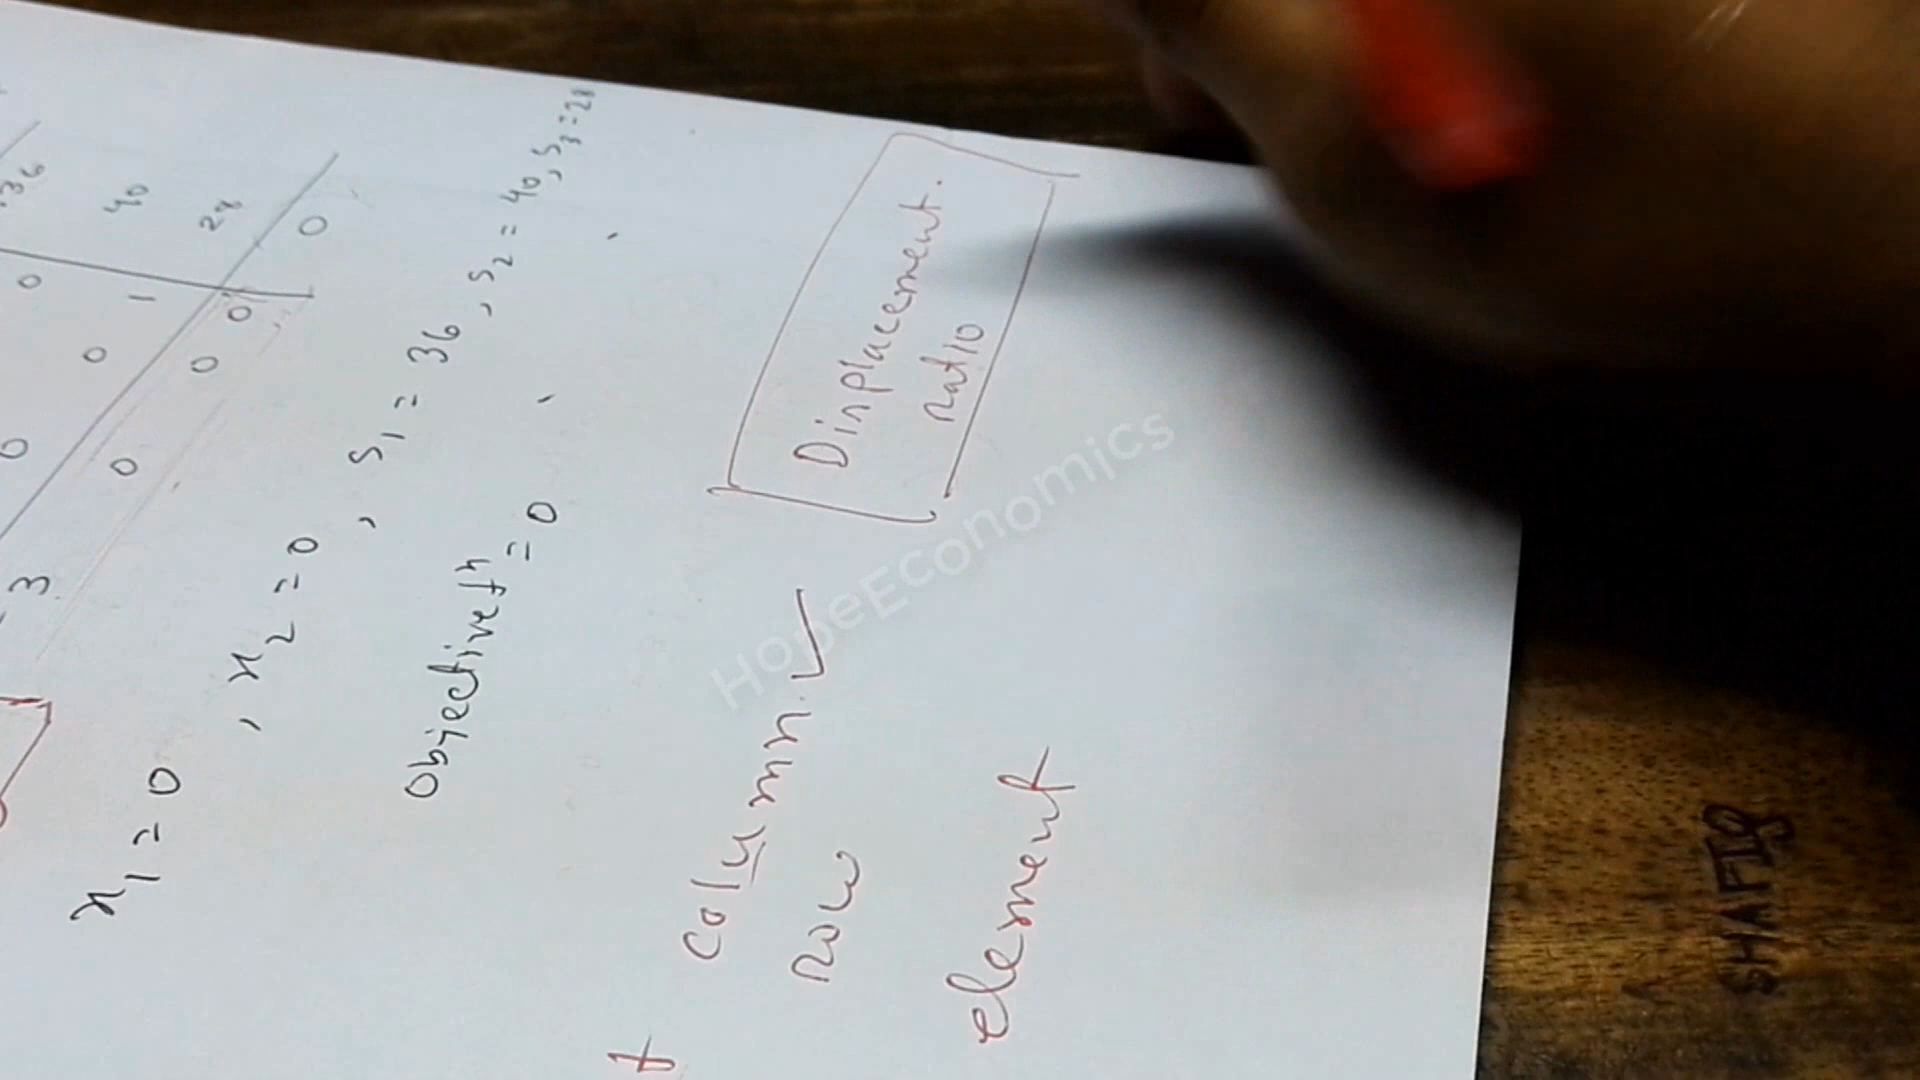 36
40
28
0
0
1
0
0
0
0
0
3
x₁ = 0 , x₂ = 0 , s₁ = 36 , s₂ = 40 , s₃ = 28
Objective fⁿ = 0
Displacement.
ratio
column. ✓
row
element
HopeEconomics
SHAFIQ